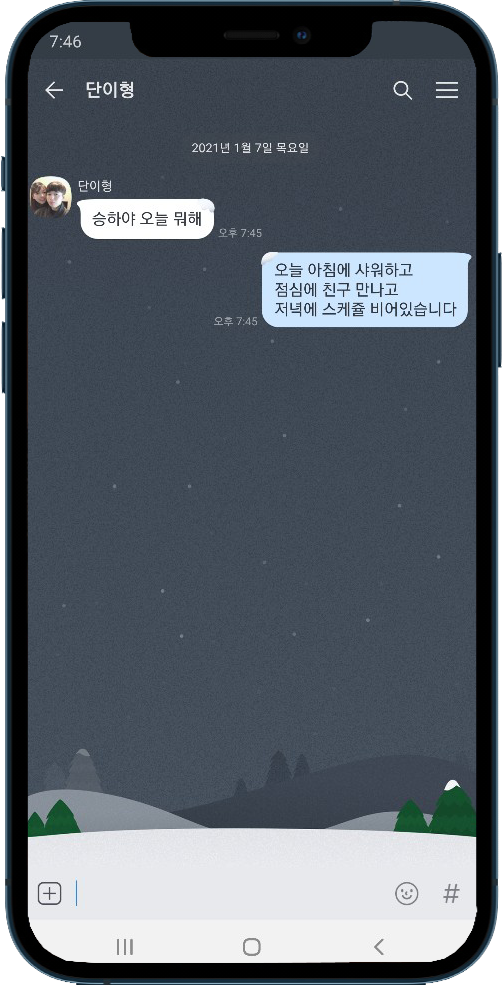 7:46
단이형
2021년 1월 7일 목요일
단이형
승하야 오늘 뭐해
오후 7:45
오늘 아침에 샤워하고
점심에 친구 만나고
저녁에 스케쥴 비어있습니다
오후 7:45
#